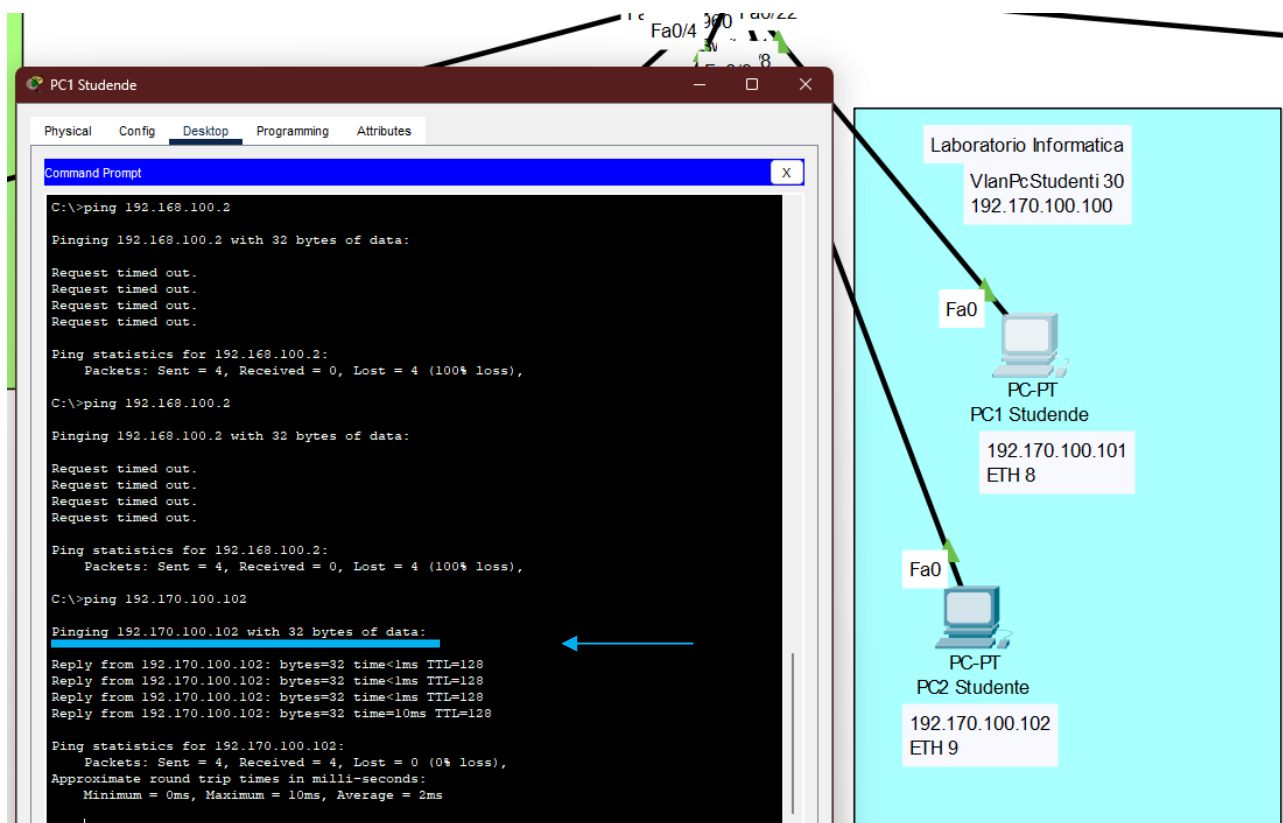 Fa0/4
PC1 Studende
Physical Config Desktop Programming Attributes
Command Prompt
X
C:\>ping 192.168.100.2
Pinging 192.168.100.2 with 32 bytes of data:
Request timed out.
Request timed out.
Request timed out.
Request timed out.
Ping statistics for 192.168.100.2:
Packets: Sent = 4, Received = 0, Lost = 4 (100% loss),
C:\>ping 192.168.100.2
Pinging 192.168.100.2 with 32 bytes of data:
Request timed out.
Request timed out.
Request timed out.
Request timed out.
Ping statistics for 192.168.100.2:
Packets: Sent = 4, Received = 0, Lost = 4 (100% loss),
C:\>ping 192.170.100.102
Pinging 192.170.100.102 with 32 bytes of data:
Reply from 192.170.100.102: bytes=32 time<1ms TTL=128
Reply from 192.170.100.102: bytes=32 time<1ms TTL=128
Reply from 192.170.100.102: bytes=32 time<1ms TTL=128
Reply from 192.170.100.102: bytes=32 time=10ms TTL=128
Ping statistics for 192.170.100.102:
Packets: Sent = 4, Received = 4, Lost = 0 (0% loss),
Approximate round trip times in milli-seconds:
Minimum = 0ms, Maximum = 10ms, Average = 2ms
Laboratorio Informatica
VlanPcStudenti 30
192.170.100.100
Fa0
PC-PT
PC1 Studende
192.170.100.101
ETH 8
Fa0
PC-PT
PC2 Studente
192.170.100.102
ETH 9